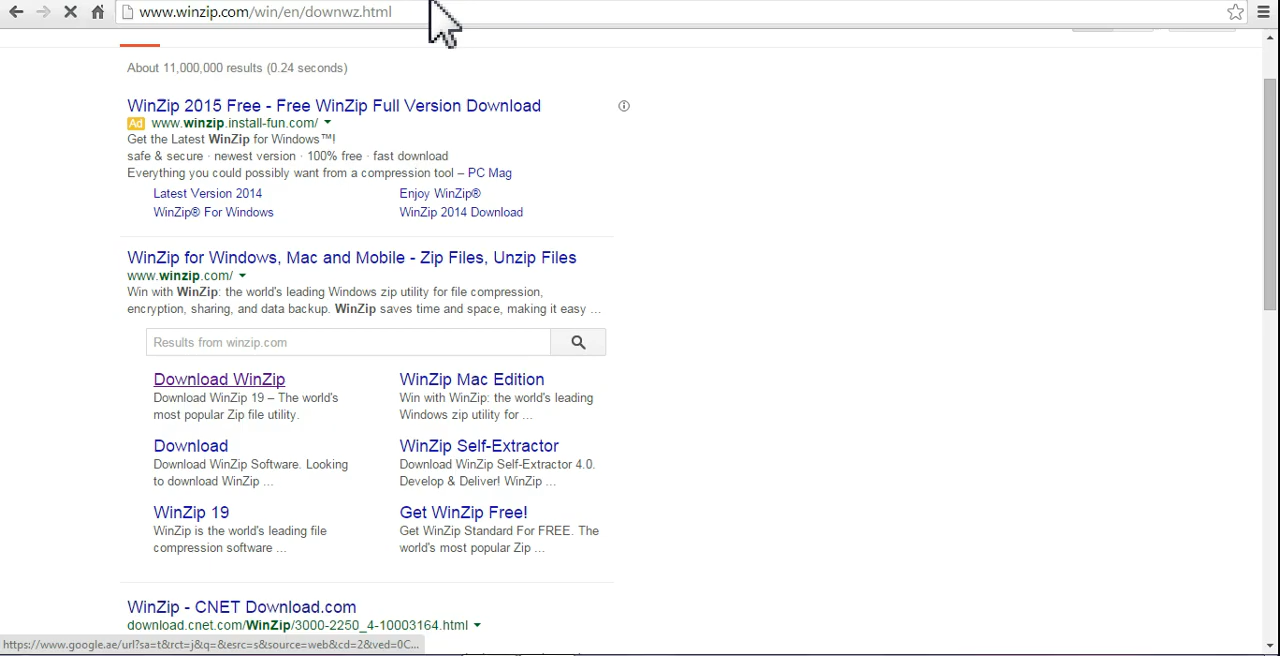 www.winzip.com/win/en/downwz.html
About 11,000,000 results (0.24 seconds)
WinZip 2015 Free - Free WinZip Full Version Download
Ad www.winzip.install-fun.com/
Get the Latest WinZip for Windows™!
safe & secure · newest version · 100% free · fast download
Everything you could possibly want from a compression tool – PC Mag
Latest Version 2014 Enjoy WinZip®
WinZip® For Windows WinZip 2014 Download
WinZip for Windows, Mac and Mobile - Zip Files, Unzip Files
www.winzip.com/
Win with WinZip: the world's leading Windows zip utility for file compression,
encryption, sharing, and data backup. WinZip saves time and space, making it easy ...
Results from winzip.com
Download WinZip
Download WinZip 19 – The world's
most popular Zip file utility.
WinZip Mac Edition
Win with WinZip: the world's leading
Windows zip utility for ...
Download
Download WinZip Software. Looking
to download WinZip ...
WinZip Self-Extractor
Download WinZip Self-Extractor 4.0.
Develop & Deliver! WinZip ...
WinZip 19
WinZip is the world's leading file
compression software ...
Get WinZip Free!
Get WinZip Standard For FREE. The
world's most popular Zip ...
WinZip - CNET Download.com
download.cnet.com/WinZip/3000-2250_4-10003164.html
https://www.google.ae/url?sa=t&rct=j&q=&esrc=s&source=web&cd=2&ved=0C...